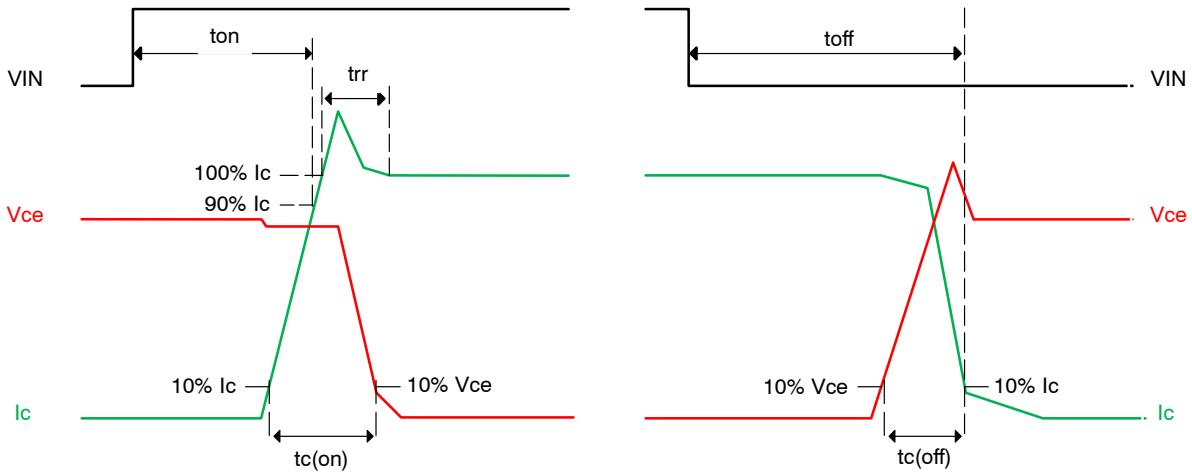 ton
toff
trr
VIN
VIN
100% Ic
90% Ic
Vce
Vce
10% Ic
10% Vce
10% Vce
10% Ic
Ic
Ic
tc(on)
tc(off)